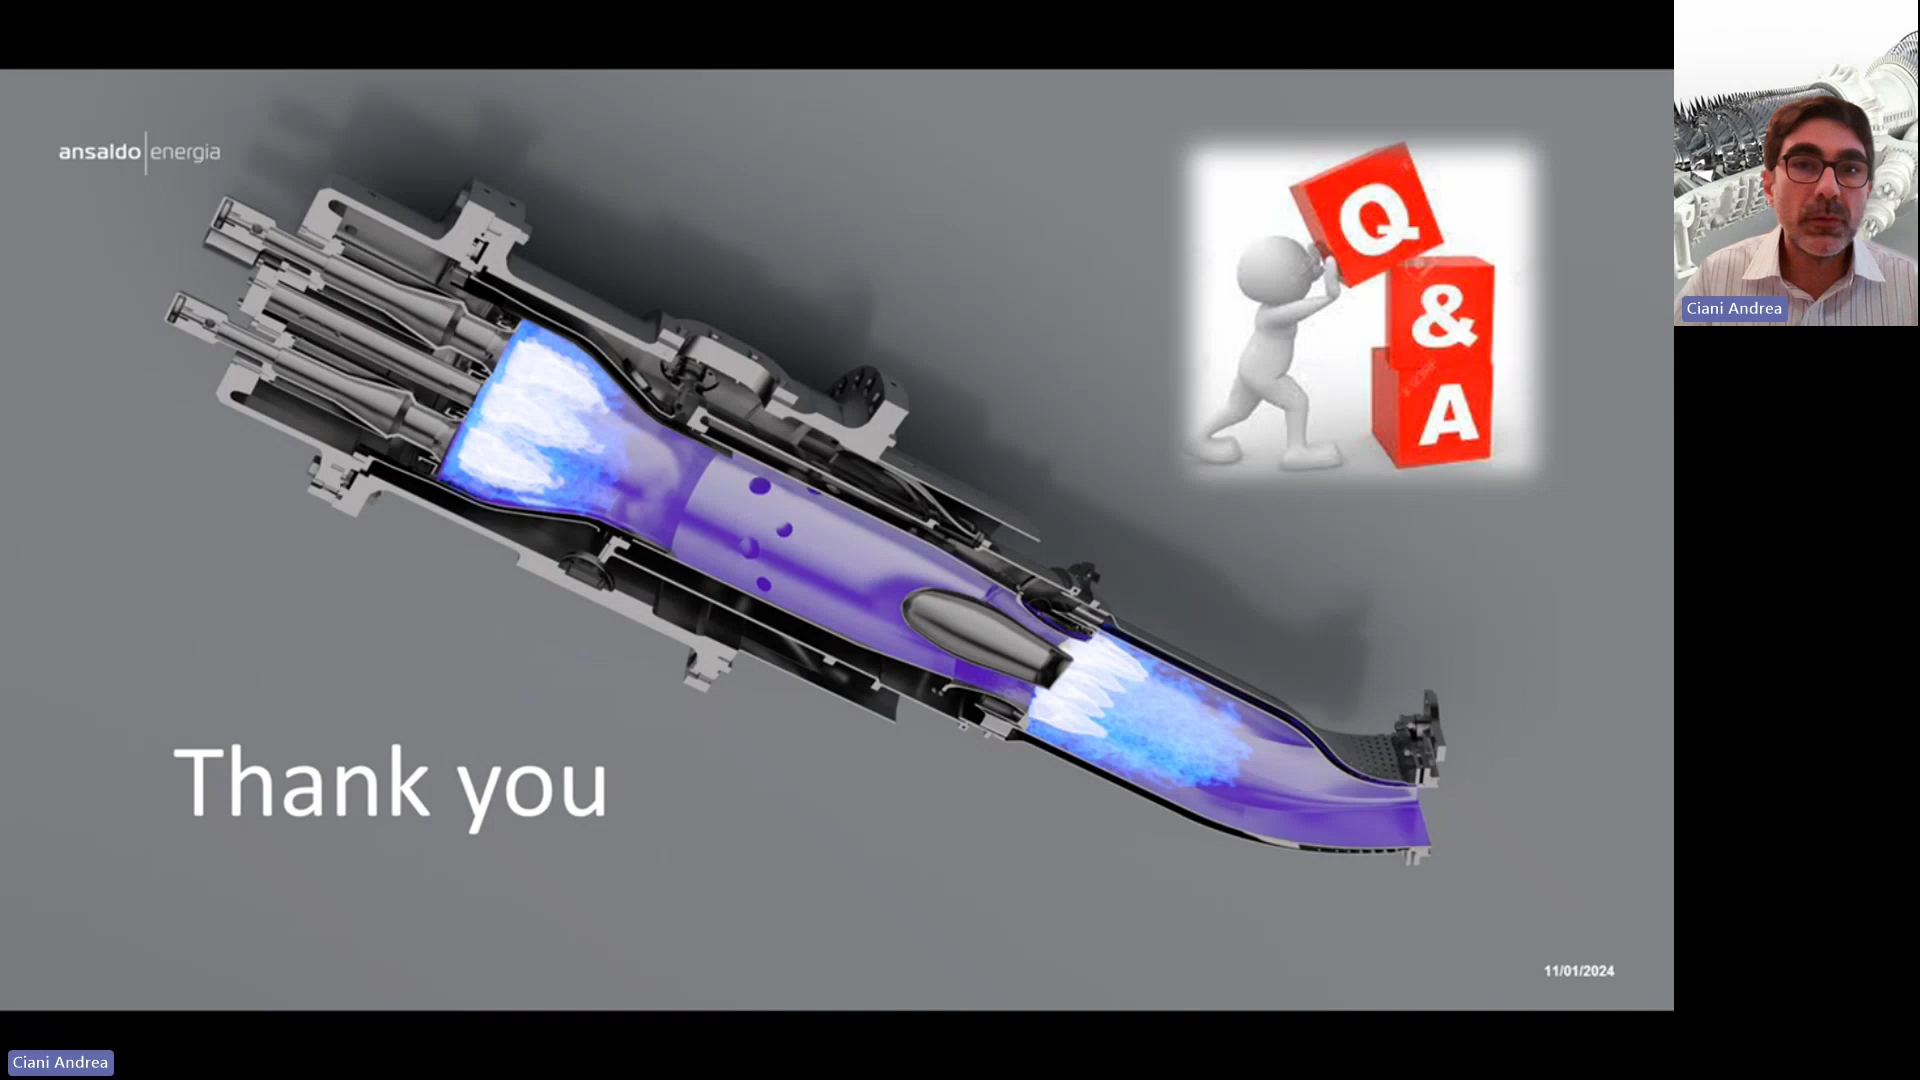 ansaldo energia
Q
&
A
Ciani Andrea
Thank you
11/01/2024
Ciani Andrea